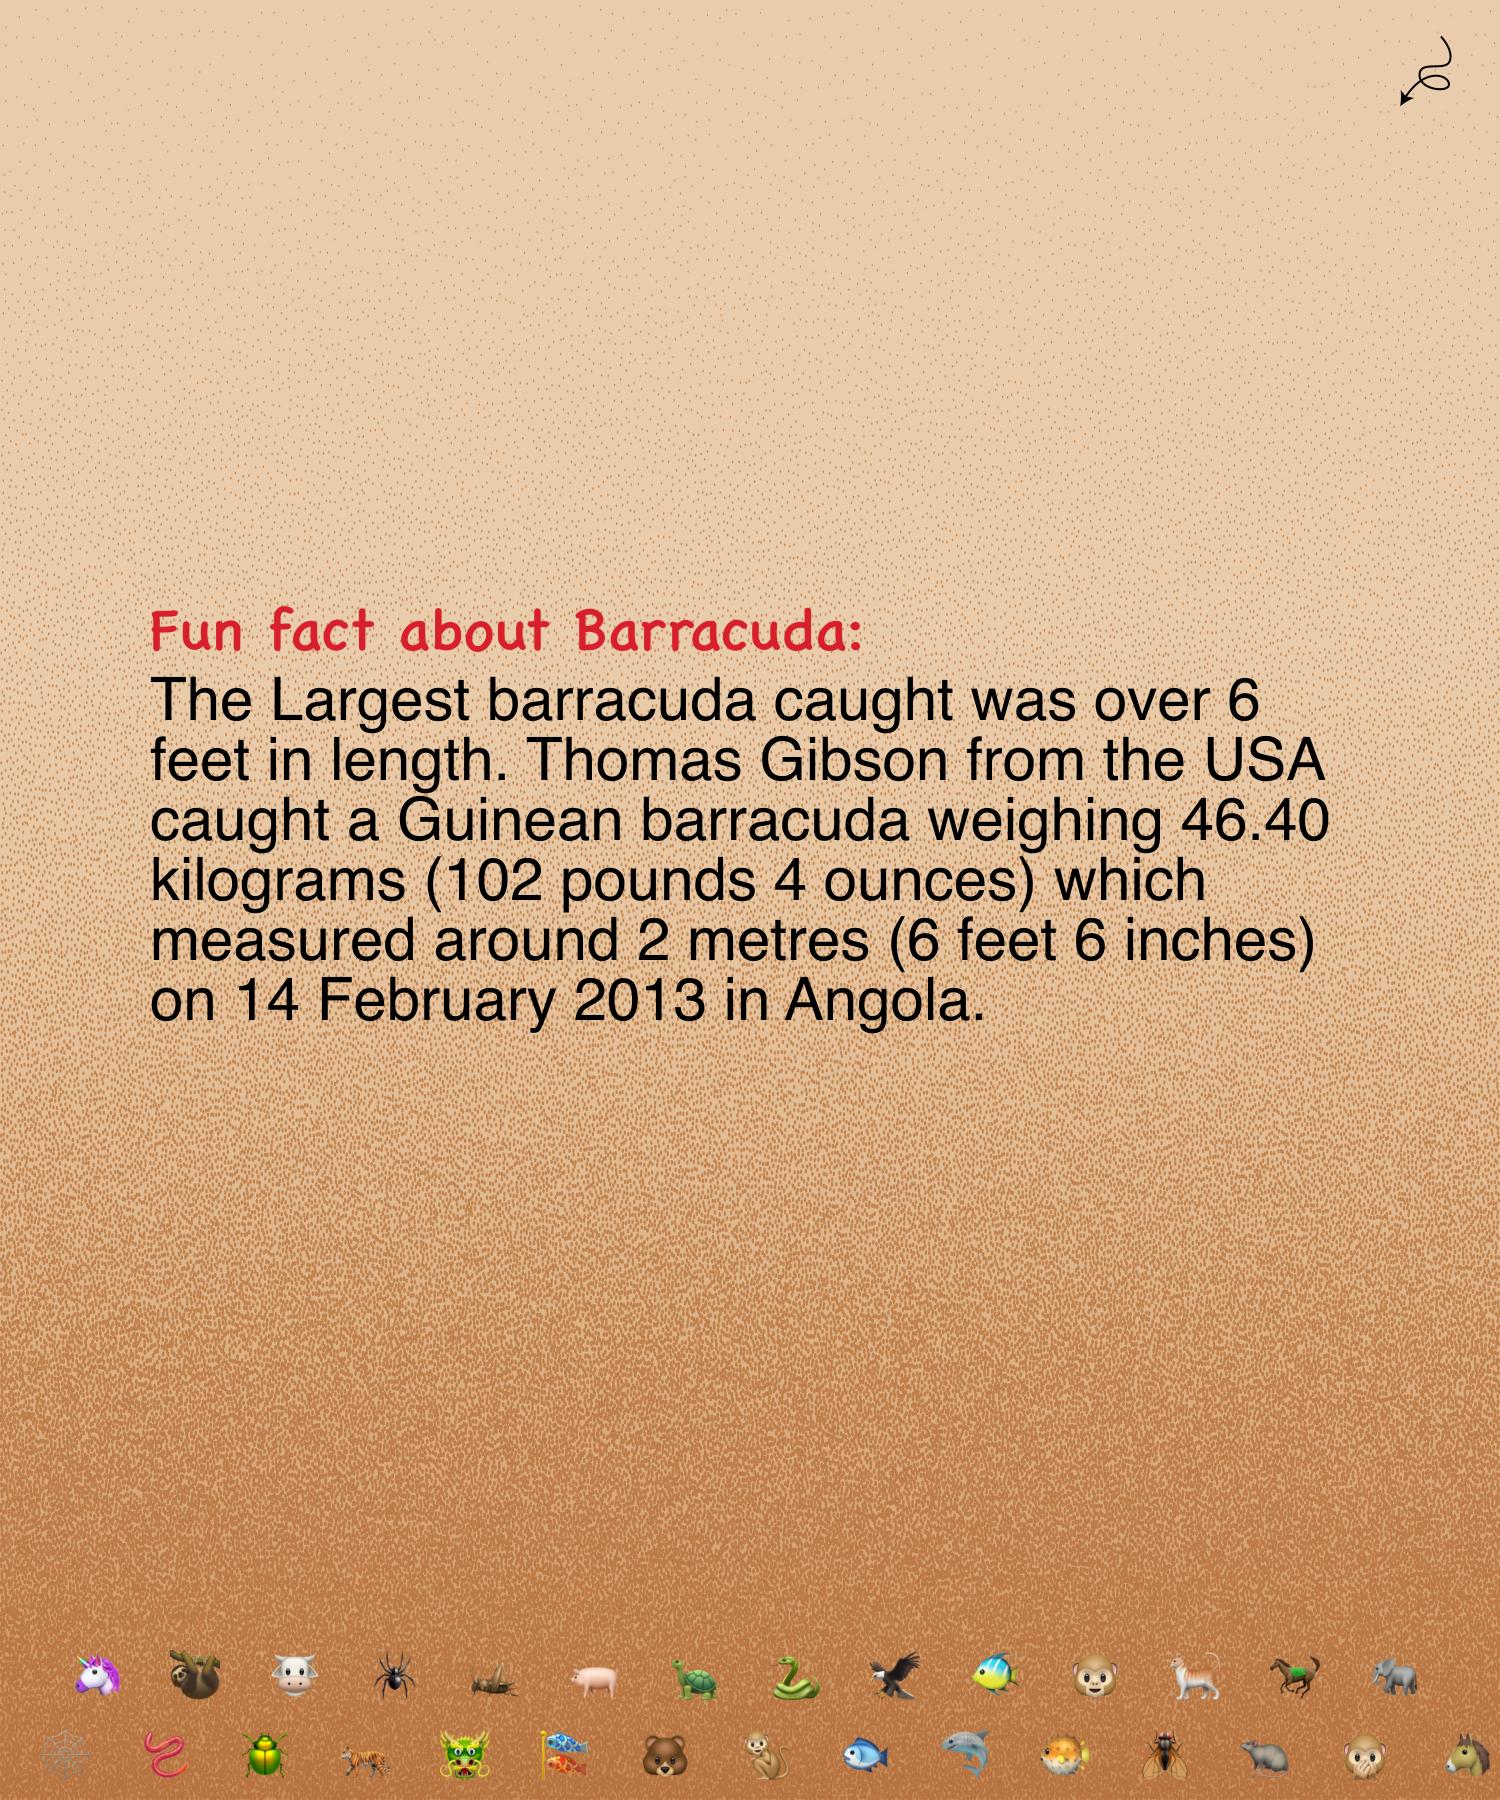 Fun fact about Barracuda:
The Largest barracuda caught was over 6
feet in length. Thomas Gibson from the USA
caught a Guinean barracuda weighing 46.40
kilograms (102 pounds 4 ounces) which
measured around 2 metres (6 feet 6 inches)
on 14 February 2013 in Angola.